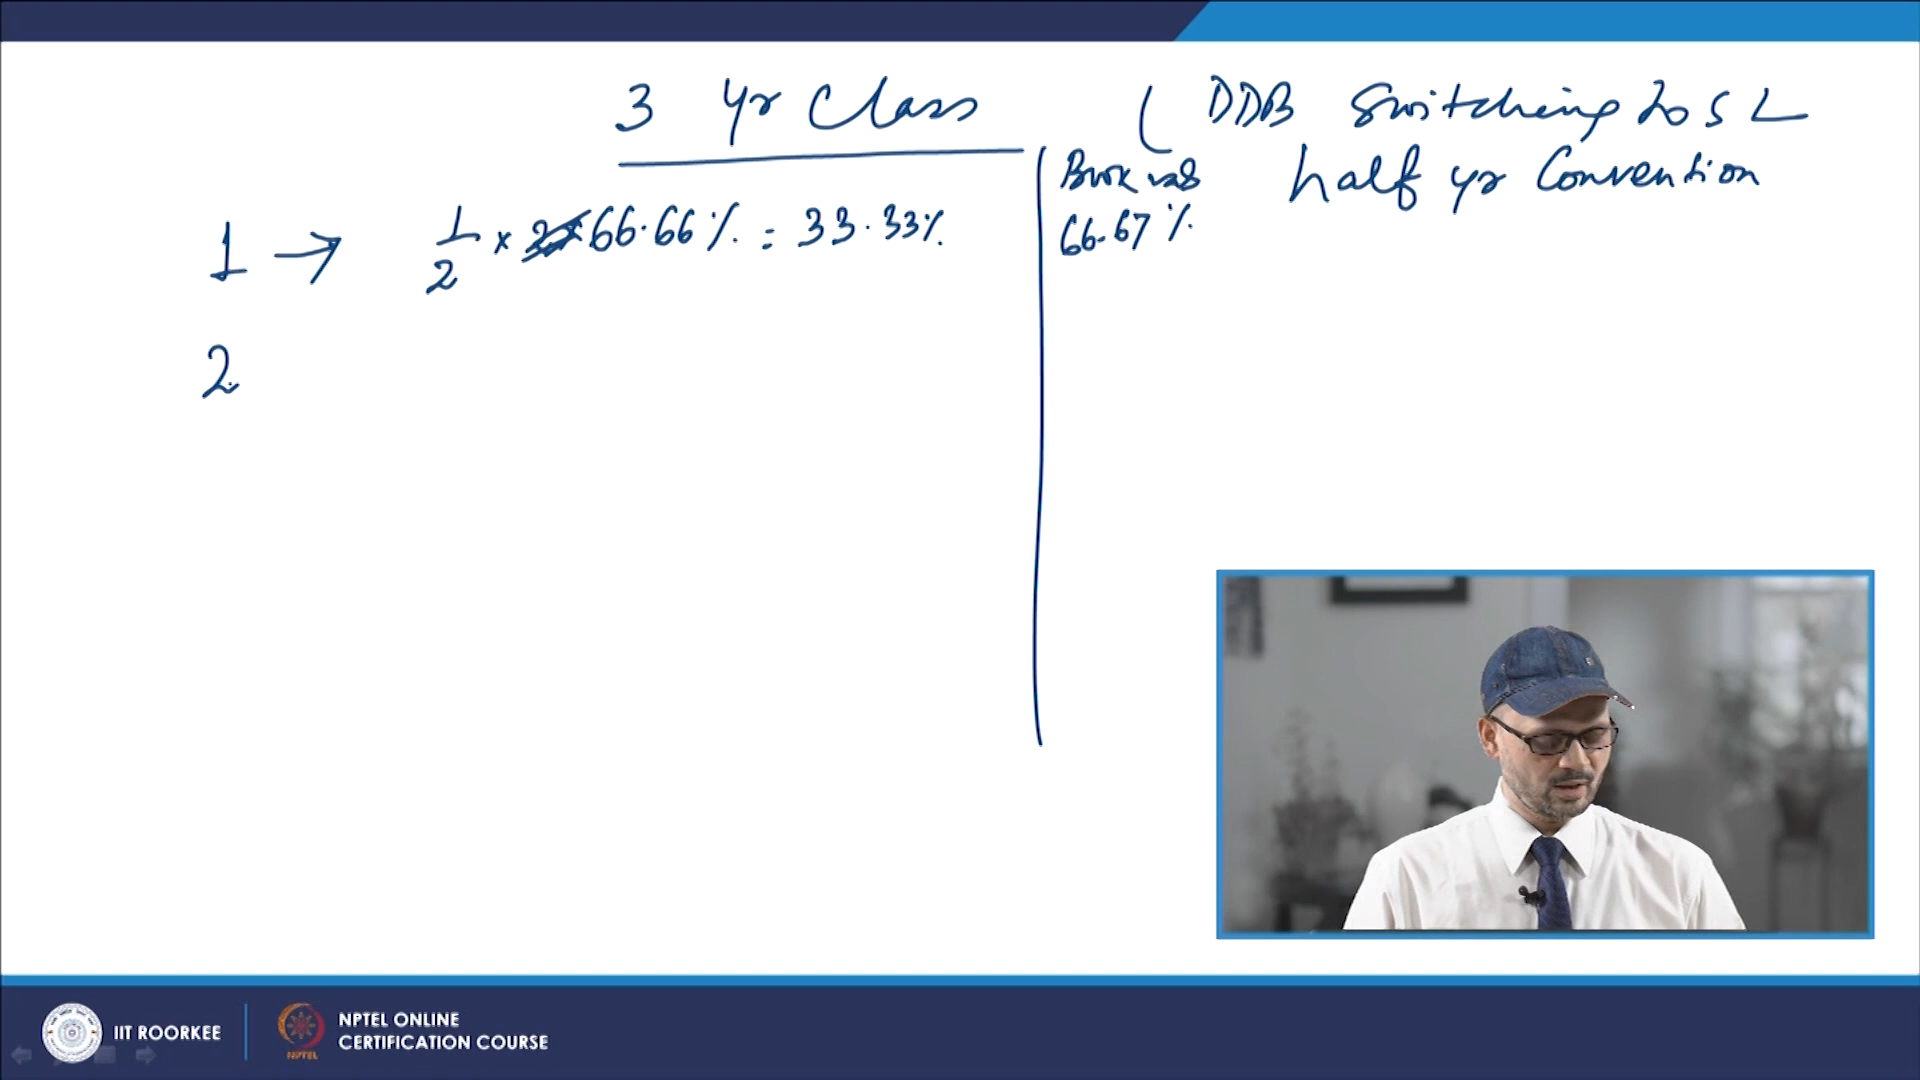 3 Yr Class ( DDB Switching to S L
Book val half yr Convention
1 → 1/2 × 66.66% = 33.33% 66.67%
2
IIT ROORKEE
NPTEL ONLINE
CERTIFICATION COURSE
NPTEL